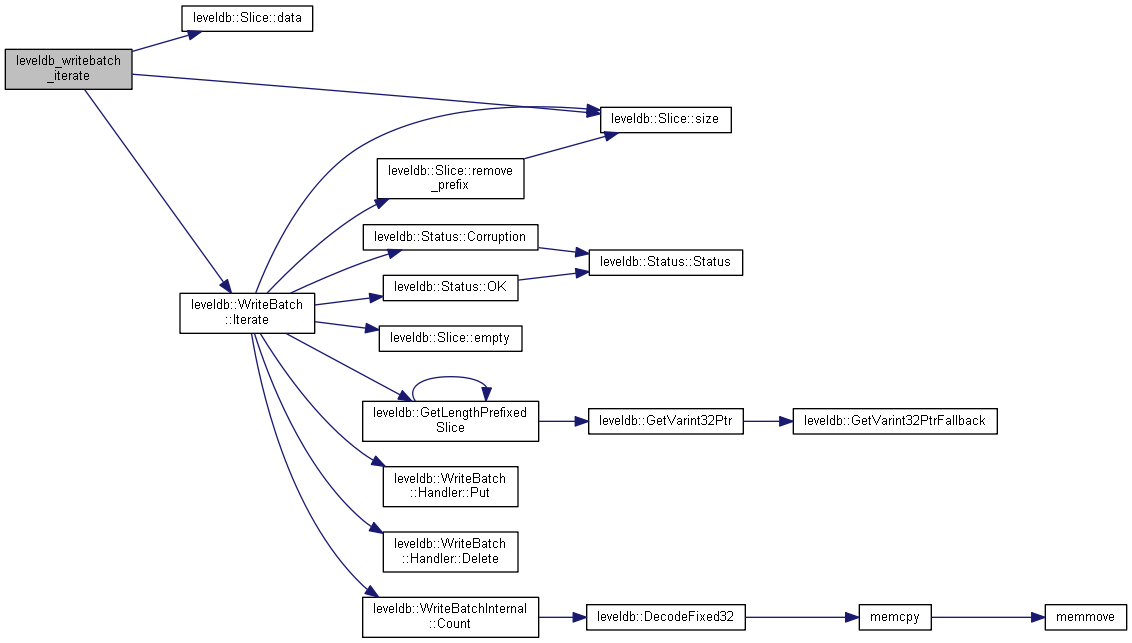 leveldb::Slice::data
leveldb_writebatch
_iterate
leveldb::Slice::size
leveldb::Slice::remove
_prefix
leveldb::Status::Corruption
leveldb::Status::Status
leveldb::Status::OK
leveldb::WriteBatch
::Iterate
leveldb::Slice::empty
leveldb::GetLengthPrefixed
Slice
leveldb::GetVarint32Ptr
leveldb::GetVarint32PtrFallback
leveldb::WriteBatch
::Handler::Put
leveldb::WriteBatch
::Handler::Delete
leveldb::WriteBatchInternal
::Count
leveldb::DecodeFixed32
memcpy
memmove